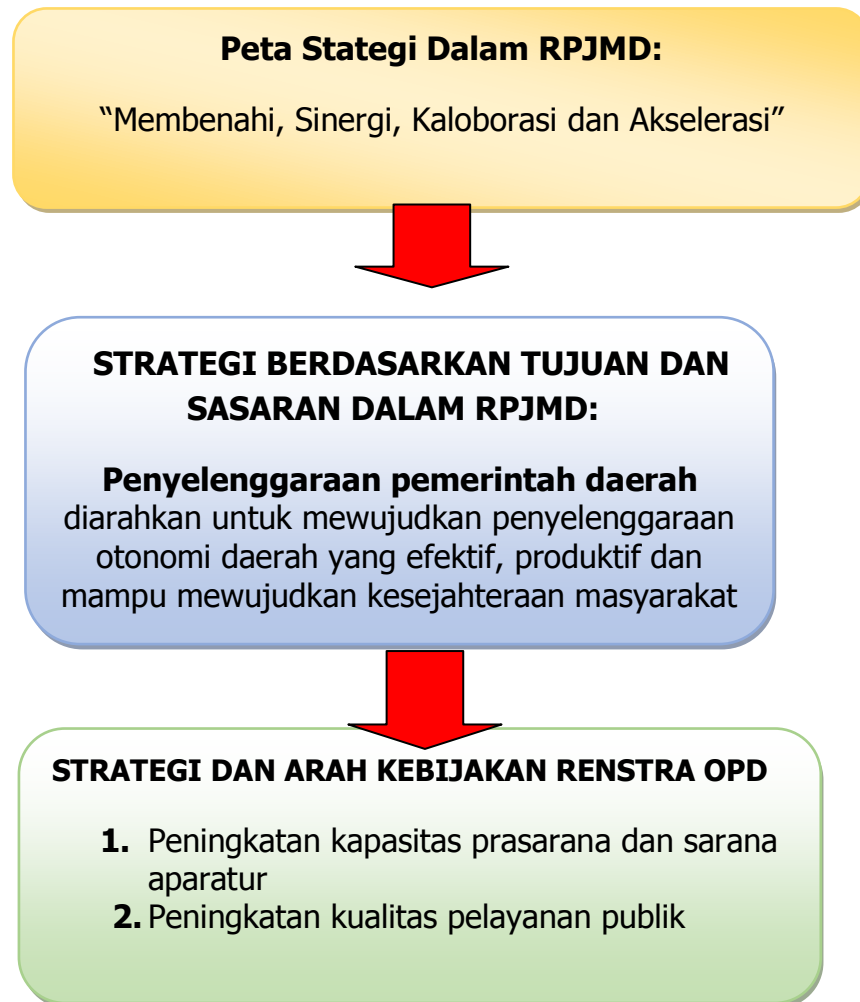 Peta Stategi Dalam RPJMD:
“Membenahi, Sinergi, Kaloborasi dan Akselerasi”
STRATEGI BERDASARKAN TUJUAN DAN
SASARAN DALAM RPJMD:
Penyelenggaraan pemerintah daerah
diarahkan untuk mewujudkan penyelenggaraan
otonomi daerah yang efektif, produktif dan
mampu mewujudkan kesejahteraan masyarakat
STRATEGI DAN ARAH KEBIJAKAN RENSTRA OPD
1. Peningkatan kapasitas prasarana dan sarana
aparatur
2. Peningkatan kualitas pelayanan publik